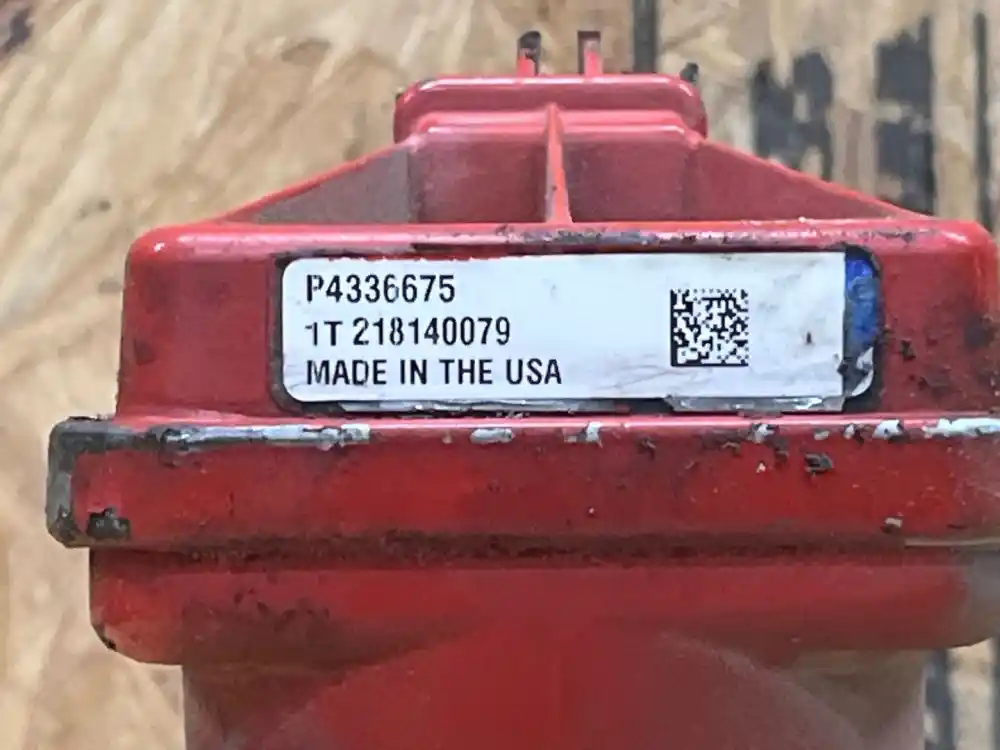 P4336675
1T 218140079
MADE IN THE USA